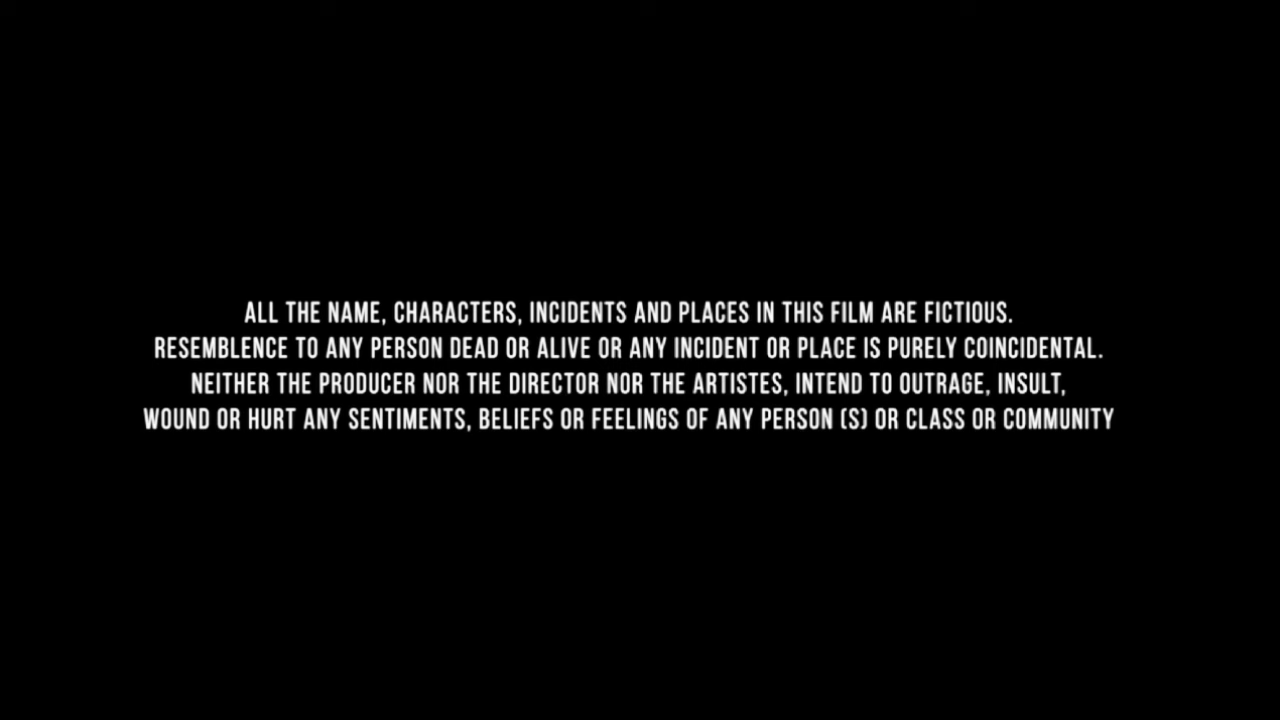 ALL THE NAME, CHARACTERS, INCIDENTS AND PLACES IN THIS FILM ARE FICTIOUS.
RESEMBLENCE TO ANY PERSON DEAD OR ALIVE OR ANY INCIDENT OR PLACE IS PURELY COINCIDENTAL.
NEITHER THE PRODUCER NOR THE DIRECTOR NOR THE ARTISTES, INTEND TO OUTRAGE, INSULT,
WOUND OR HURT ANY SENTIMENTS, BELIEFS OR FEELINGS OF ANY PERSON (S) OR CLASS OR COMMUNITY